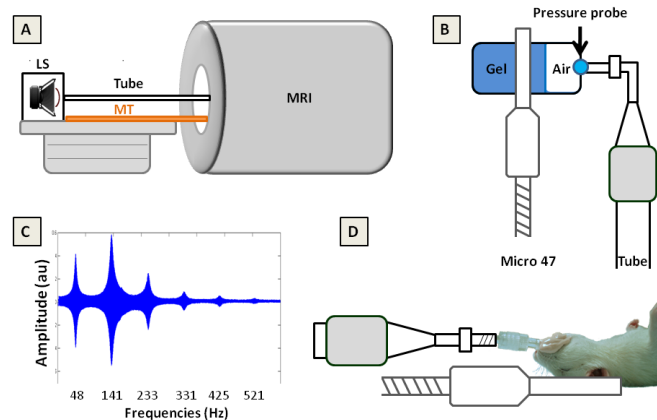 A
LS
Tube
MT
MRI
Pressure probe
B
Gel
Air
Micro 47
Tube
C
Amplitude (au)
48 141 233 331 425 521
Frequencies (Hz)
D